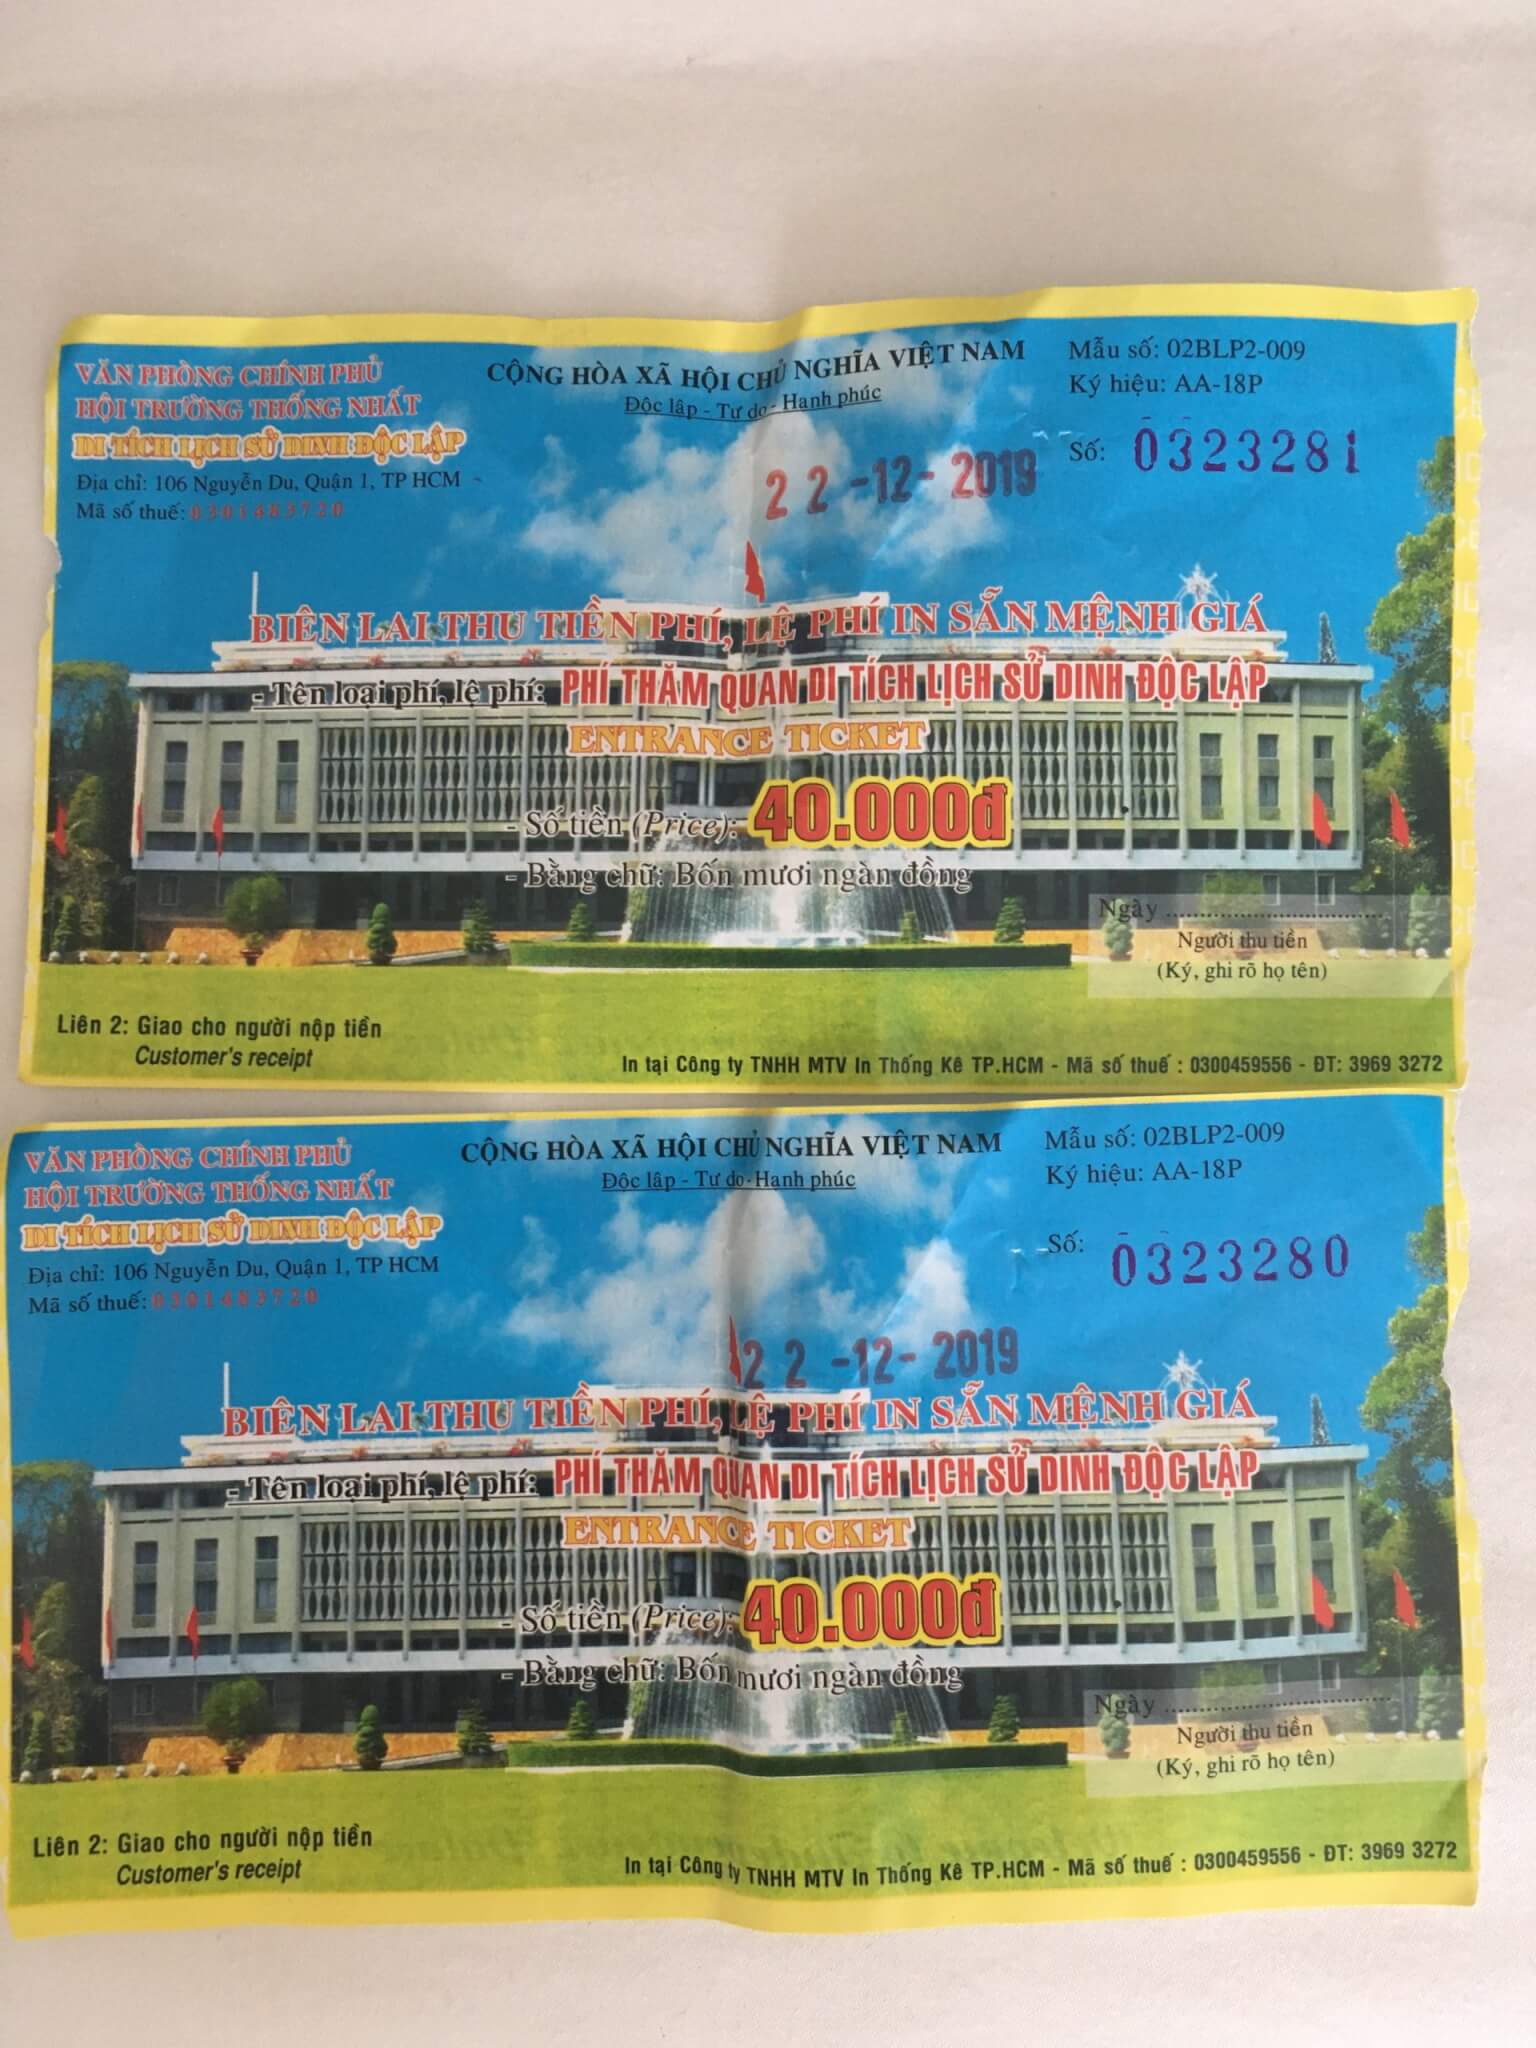 VĂN PHÒNG CHÍNH PHỦ
HỘI TRƯỜNG THỐNG NHẤT
DI TÍCH LỊCH SỬ DINH ĐỘC LẬP
Địa chỉ: 106 Nguyễn Du, Quận 1, TP HCM
Mã số thuế: 0301483720
CỘNG HÒA XÃ HỘI CHỦ NGHĨA VIỆT NAM
Độc lập - Tự do - Hạnh phúc
Mẫu số: 02BLP2-009
Ký hiệu: AA-18P
Số: 0323281
22-12-2019
BIÊN LAI THU TIỀN PHÍ, LỆ PHÍ IN SẴN MỆNH GIÁ
- Tên loại phí, lệ phí: PHÍ THĂM QUAN DI TÍCH LỊCH SỬ DINH ĐỘC LẬP
ENTRANCE TICKET
- Số tiền (Price): 40.000đ
- Bằng chữ: Bốn mươi ngàn đồng
Ngày ..................................
Người thu tiền
(Ký, ghi rõ họ tên)
Liên 2: Giao cho người nộp tiền
Customer's receipt
In tại Công ty TNHH MTV In Thống Kê TP.HCM - Mã số thuế : 0300459556 - ĐT: 3969 3272
VĂN PHÒNG CHÍNH PHỦ
HỘI TRƯỜNG THỐNG NHẤT
DI TÍCH LỊCH SỬ DINH ĐỘC LẬP
Địa chỉ: 106 Nguyễn Du, Quận 1, TP HCM
Mã số thuế: 0301483720
CỘNG HÒA XÃ HỘI CHỦ NGHĨA VIỆT NAM
Độc lập - Tự do - Hạnh phúc
Mẫu số: 02BLP2-009
Ký hiệu: AA-18P
Số: 0323280
22-12-2019
BIÊN LAI THU TIỀN PHÍ, LỆ PHÍ IN SẴN MỆNH GIÁ
- Tên loại phí, lệ phí: PHÍ THĂM QUAN DI TÍCH LỊCH SỬ DINH ĐỘC LẬP
ENTRANCE TICKET
- Số tiền (Price): 40.000đ
- Bằng chữ: Bốn mươi ngàn đồng
Ngày ..................................
Người thu tiền
(Ký, ghi rõ họ tên)
Liên 2: Giao cho người nộp tiền
Customer's receipt
In tại Công ty TNHH MTV In Thống Kê TP.HCM - Mã số thuế : 0300459556 - ĐT: 3969 3272